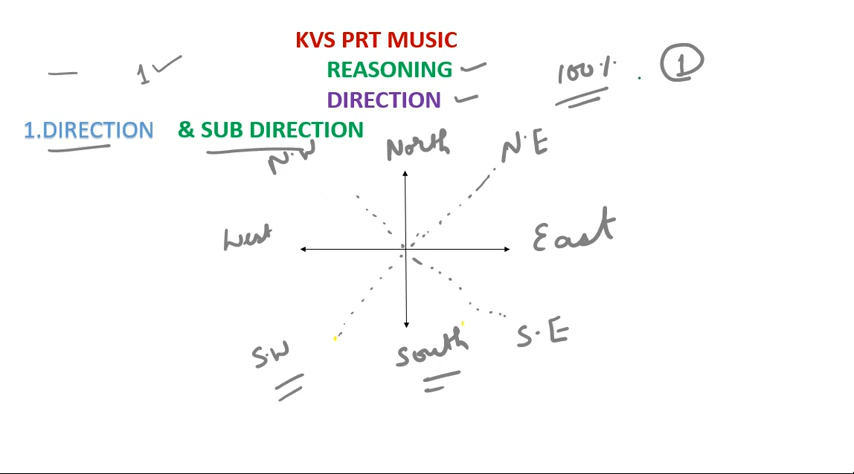 KVS PRT MUSIC
1
REASONING
100%. 1
DIRECTION
1.DIRECTION & SUB DIRECTION
N.W North N.E
West East
S.W South S.E